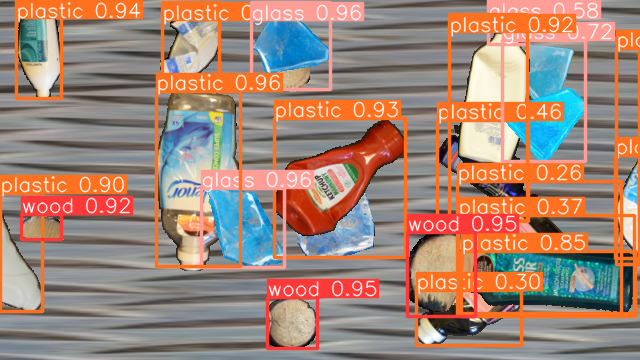 plastic 0.94
plastic 0
glass 0.96
glass 0.58
plastic 0.92
glass 0.72
plastic 0.96
plastic 0.93
plastic 0.46
plastic 0.26
plastic 0.90
wood 0.92
glass 0.96
plastic 0.37
wood 0.95
plastic 0.85
plastic 0.30
wood 0.95
KETCHUP